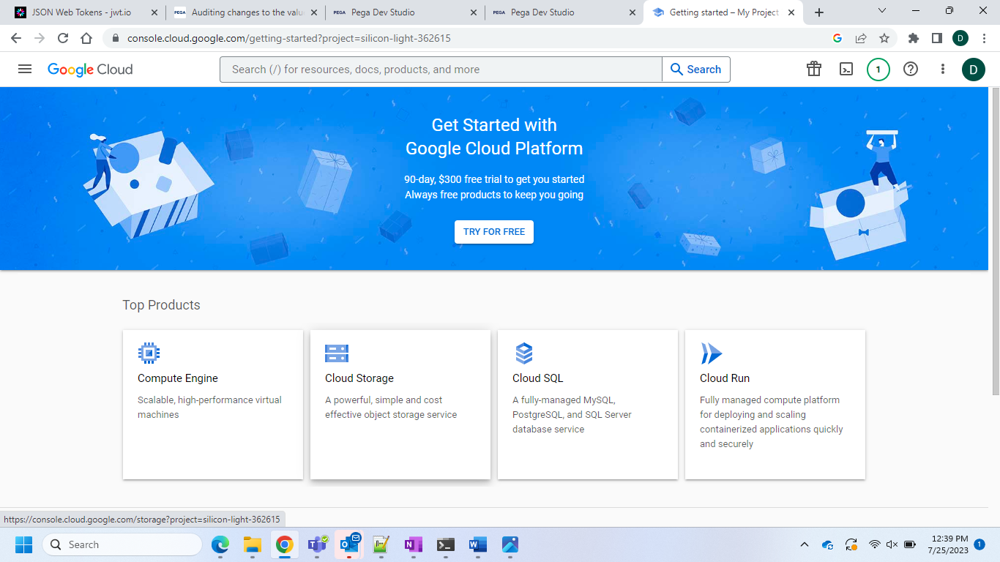 JSON Web Tokens - jwt.io
PEGA Auditing changes to the valu
PEGA Pega Dev Studio
PEGA Pega Dev Studio
Getting started – My Project
console.cloud.google.com/getting-started?project=silicon-light-362615
D
Google Cloud
Search (/) for resources, docs, products, and more
Search
1
D
Get Started with
Google Cloud Platform
90-day, $300 free trial to get you started
Always free products to keep you going
TRY FOR FREE
Top Products
Compute Engine
Scalable, high-performance virtual
machines
Cloud Storage
A powerful, simple and cost
effective object storage service
Cloud SQL
A fully-managed MySQL,
PostgreSQL, and SQL Server
database service
Cloud Run
Fully managed compute platform
for deploying and scaling
containerized applications quickly
and securely
https://console.cloud.google.com/storage?project=silicon-light-362615
Search
12:39 PM
7/25/2023
1